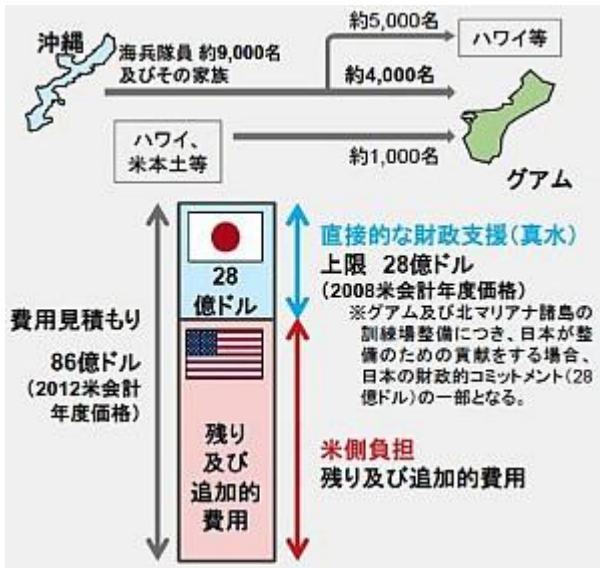 沖縄
海兵隊員 約9,000名
及びその家族
約5,000名
ハワイ等
約4,000名
ハワイ、
米本土等
約1,000名
グアム
費用見積もり
86億ドル
(2012米会計
年度価格)
28
億ドル
残り
及び
追加的
費用
直接的な財政支援(真水)
上限 28億ドル
(2008米会計年度価格)
※グアム及び北マリアナ諸島の
訓練場整備につき、日本が整
備のための貢献をする場合、
日本の財政的コミットメント(28
億ドル)の一部となる。
米側負担
残り及び追加的費用